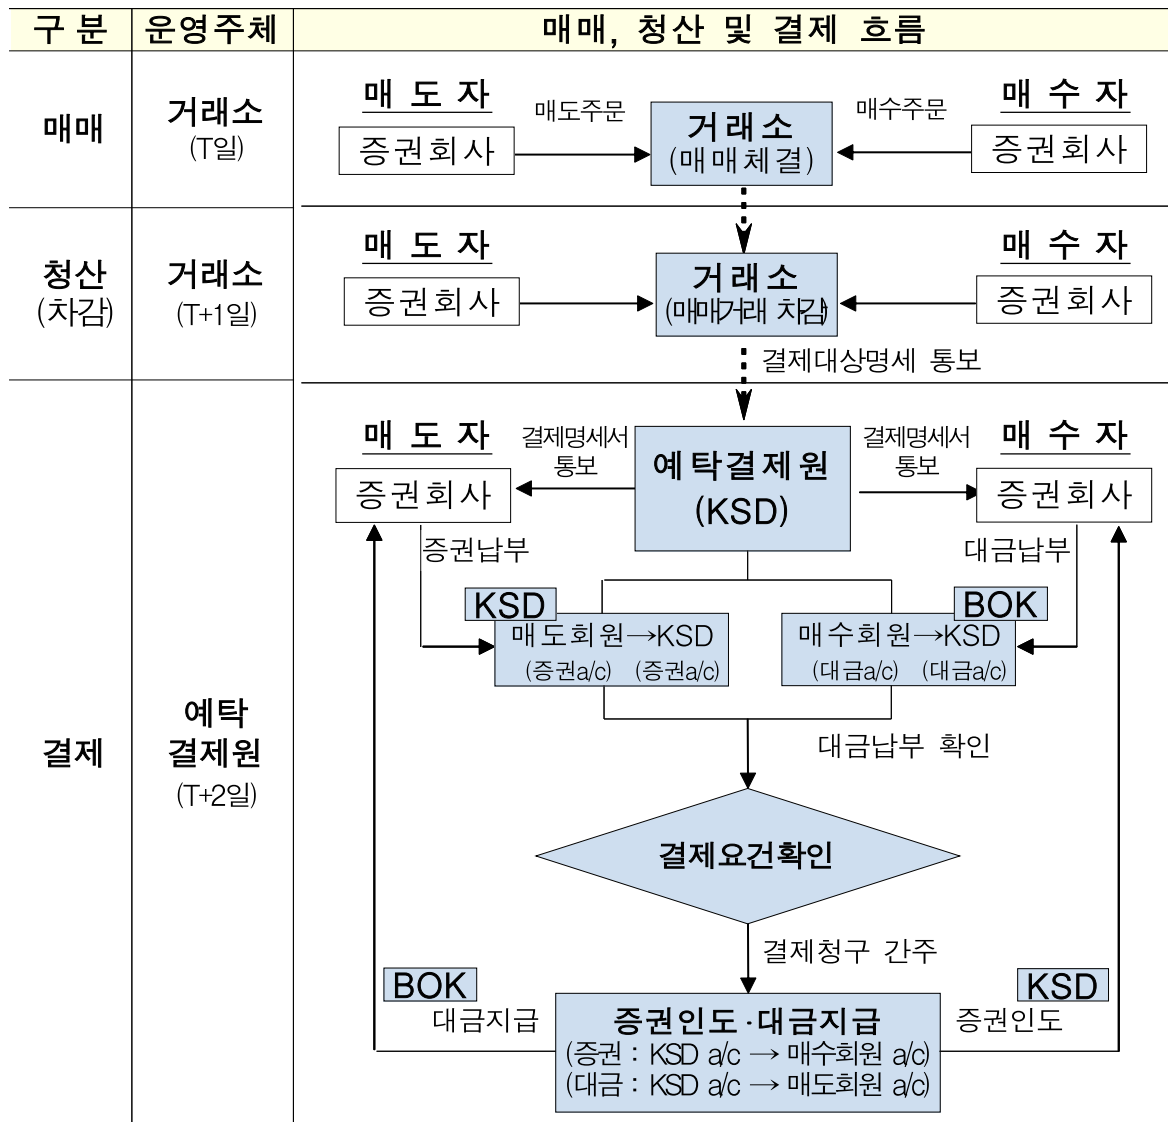 구 분 운영주체 매매, 청산 및 결제 흐름
매매
거래소
(T일)
매 도 자
증권회사
매도주문
거래소
(매매체결)
매수주문
매 수 자
증권회사
청산
(차감)
거래소
(T+1일)
매 도 자
증권회사
거래소
(매매거래 차감)
매 수 자
증권회사
결제대상명세 통보
결제
예탁
결제원
(T+2일)
매 도 자
증권회사
결제명세서
통보
예탁결제원
(KSD)
결제명세서
통보
매 수 자
증권회사
증권납부
대금납부
KSD
매도회원→KSD
(증권a/c) (증권a/c)
BOK
매수회원→KSD
(대금a/c) (대금a/c)
대금납부 확인
결제요건확인
결제청구 간주
BOK
대금지급
KSD
증권인도
증권인도·대금지급
(증권 : KSD a/c → 매수회원 a/c)
(대금 : KSD a/c → 매도회원 a/c)